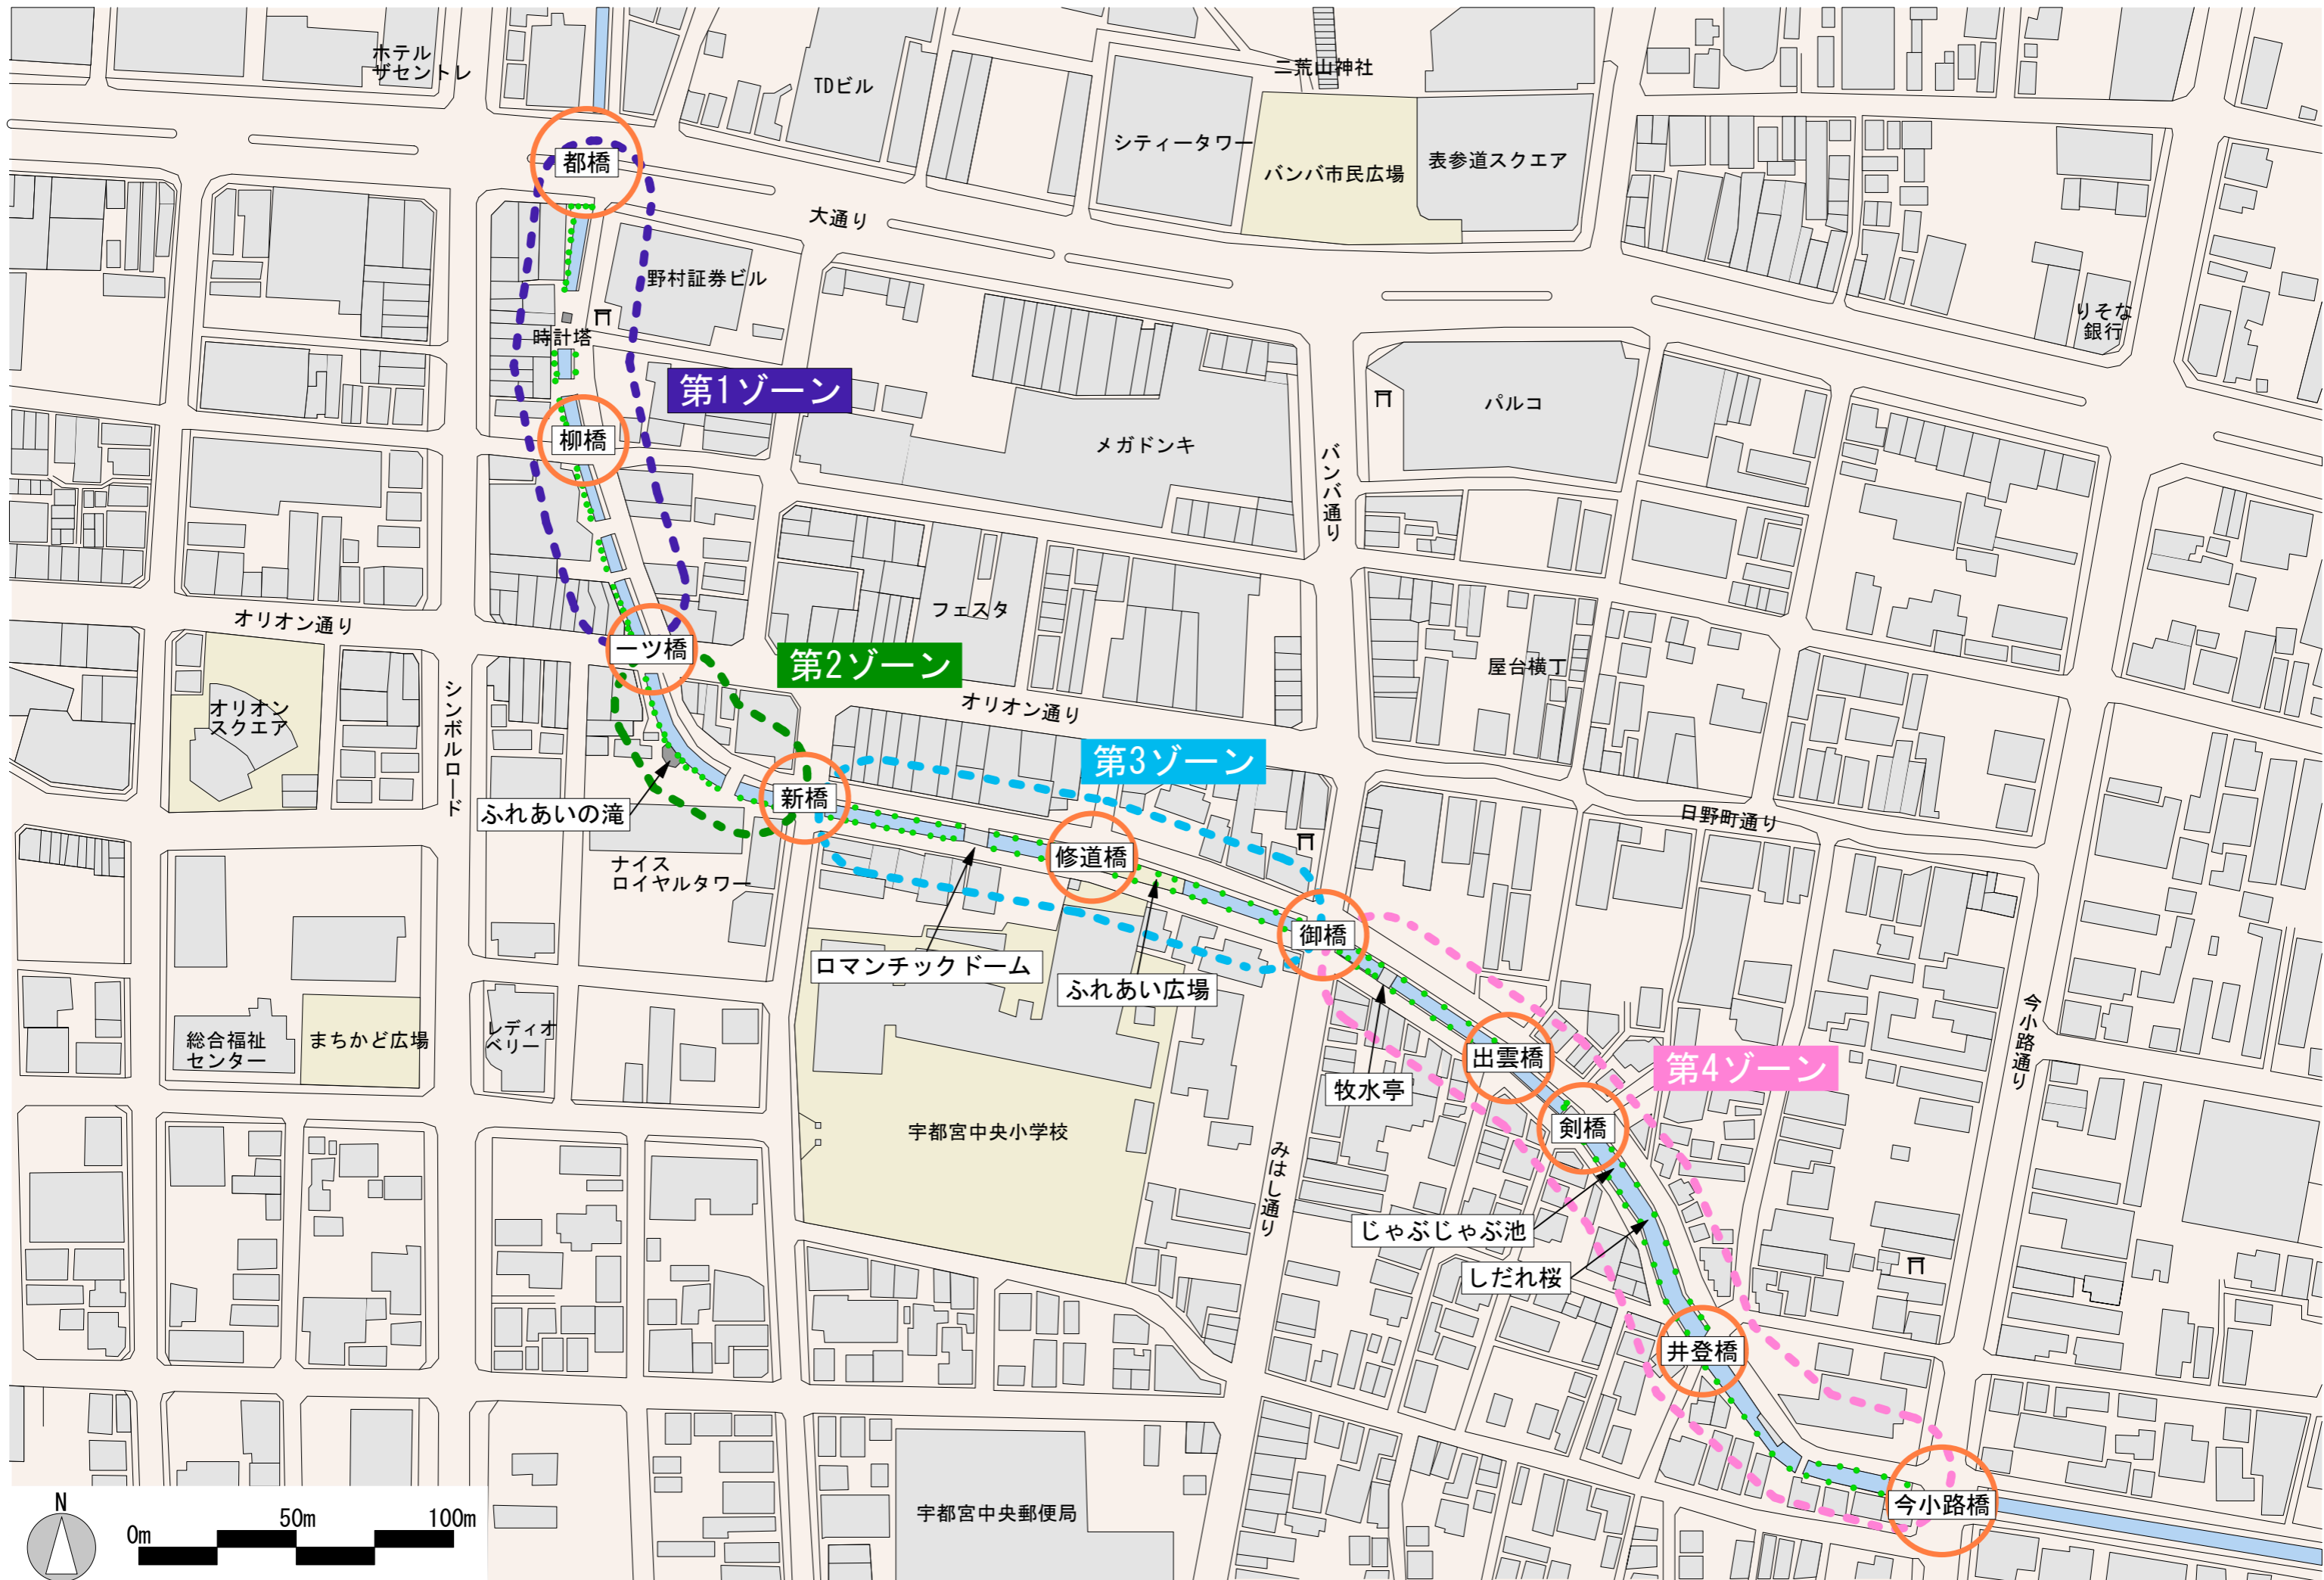 ホテル
ザセントレ
TDビル
二荒山神社
シティータワー
バンバ市民広場
表参道スクエア
都橋
大通り
野村証券ビル
時計塔
りそな
銀行
第1ゾーン
パルコ
柳橋
メガドンキ
バンバ通り
オリオン通り
フェスタ
一ツ橋
第2ゾーン
屋台横丁
オリオン
スクエア
シンボルロード
オリオン通り
第3ゾーン
新橋
ふれあいの滝
日野町通り
修道橋
ナイス
ロイヤルタワー
御橋
ロマンチックドーム
ふれあい広場
総合福祉
センター
まちかど広場
レディオ
ベリー
出雲橋
今小路通り
第4ゾーン
牧水亭
宇都宮中央小学校
剣橋
みはし通り
じゃぶじゃぶ池
しだれ桜
井登橋
今小路橋
宇都宮中央郵便局
N
0m 50m 100m